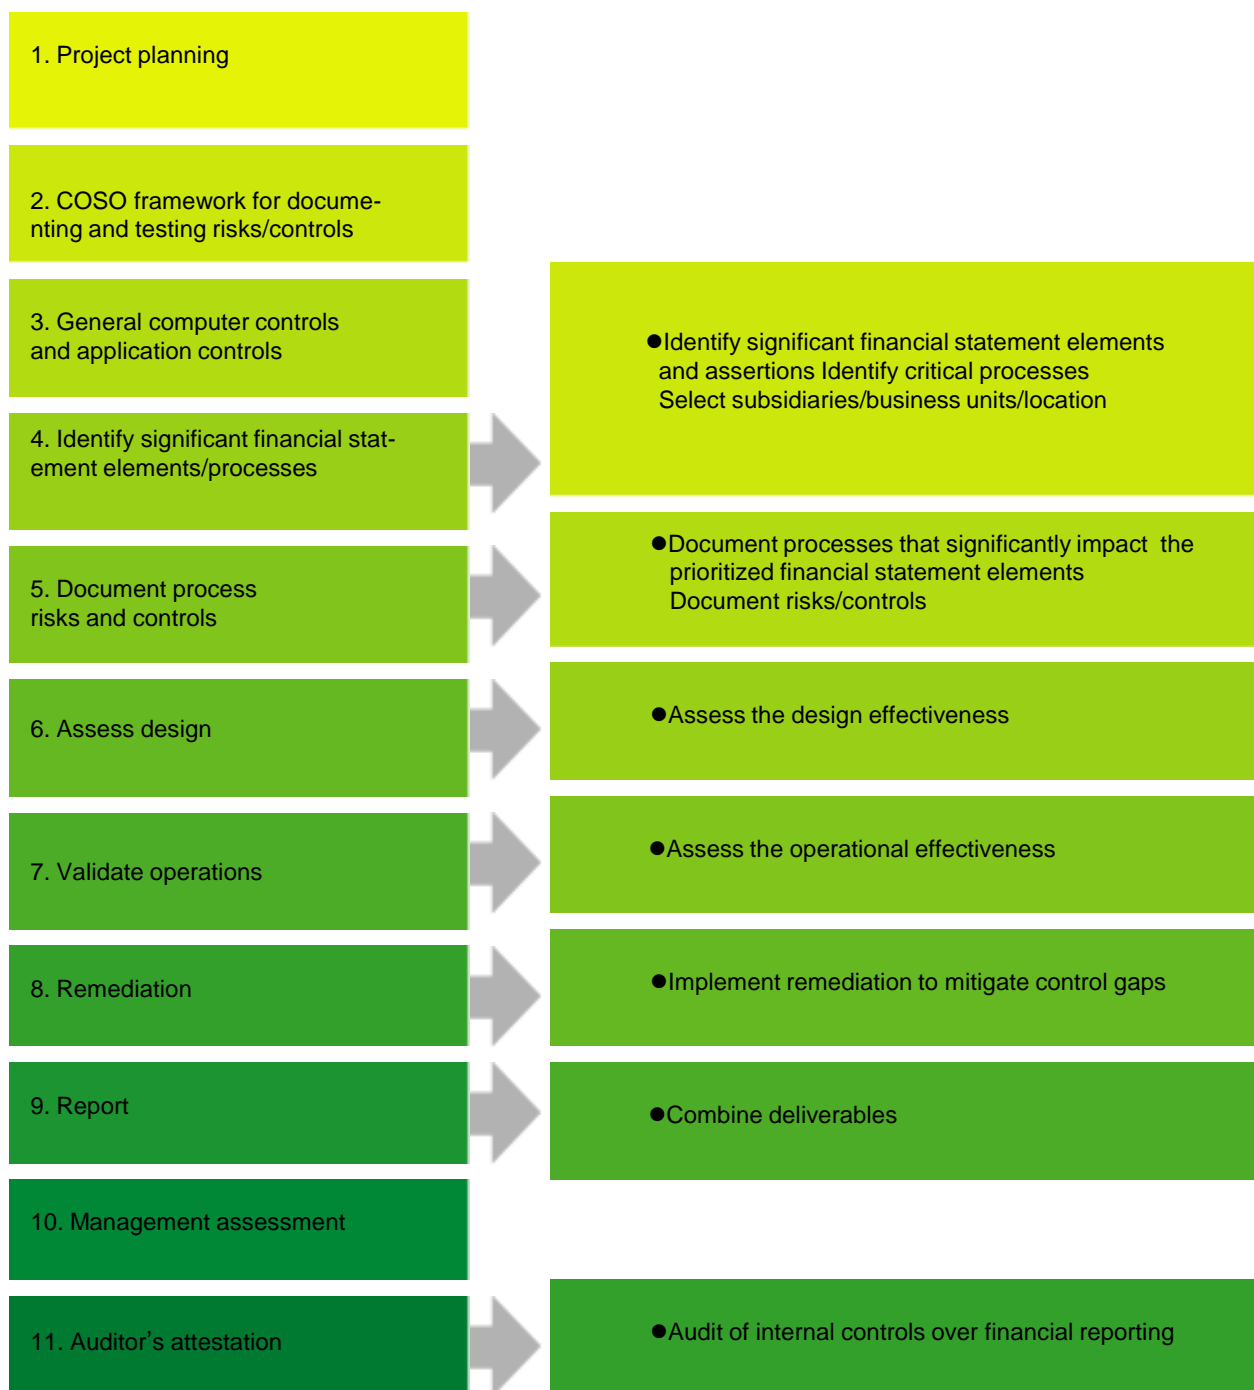 1. Project planning
2. COSO framework for docume-
nting and testing risks/controls
3. General computer controls
and application controls
●Identify significant financial statement elements
and assertions Identify critical processes
Select subsidiaries/business units/location
4. Identify significant financial stat-
ement elements/processes
●Document processes that significantly impact  the
prioritized financial statement elements
Document risks/controls
5. Document process
risks and controls
6. Assess design
●Assess the design effectiveness
7. Validate operations
●Assess the operational effectiveness
8. Remediation
●Implement remediation to mitigate control gaps
9. Report
●Combine deliverables
10. Management assessment
11. Auditor’s attestation
●Audit of internal controls over financial reporting